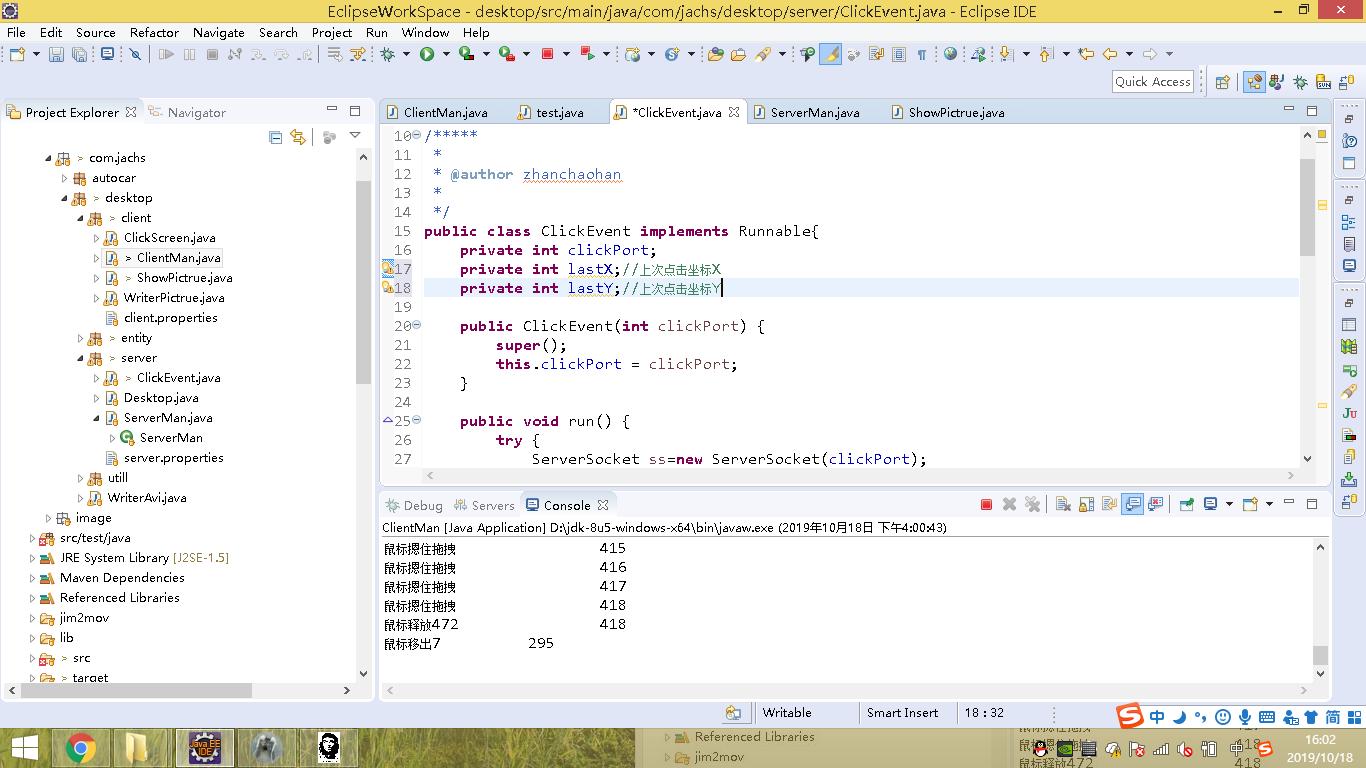 EclipseWorkSpace - desktop/src/main/java/com/jachs/desktop/server/ClickEvent.java - Eclipse IDE
File Edit Source Refactor Navigate Search Project Run Window Help
Quick Access
Project Explorer Navigator
> com.jachs
autocar
> desktop
> client
ClickScreen.java
> ClientMan.java
> ShowPictrue.java
WriterPictrue.java
client.properties
> entity
> server
> ClickEvent.java
Desktop.java
ServerMan.java
ServerMan
server.properties
utill
WriterAvi.java
image
src/test/java
JRE System Library [J2SE-1.5]
Maven Dependencies
Referenced Libraries
jim2mov
lib
> src
> target
ClientMan.java test.java *ClickEvent.java ServerMan.java ShowPictrue.java
10 /*****
11 *
12 * @author zhanchaohan
13 *
14 */
15 public class ClickEvent implements Runnable{
16 private int clickPort;
17 private int lastX;//上次点击坐标X
18 private int lastY;//上次点击坐标Y
19
20 public ClickEvent(int clickPort) {
21 super();
22 this.clickPort = clickPort;
23 }
24
25 public void run() {
26 try {
27 ServerSocket ss=new ServerSocket(clickPort);
Debug Servers Console
ClientMan [Java Application] D:\jdk-8u5-windows-x64\bin\javaw.exe (2019年10月18日 下午4:00:43)
鼠标摁住拖拽 415
鼠标摁住拖拽 416
鼠标摁住拖拽 417
鼠标摁住拖拽 418
鼠标释放472 418
鼠标移出7 295
Writable Smart Insert 18 : 32
中 简
Referenced Libraries
jim2mov
鼠标释放472 418
中
16:02
2019/10/18